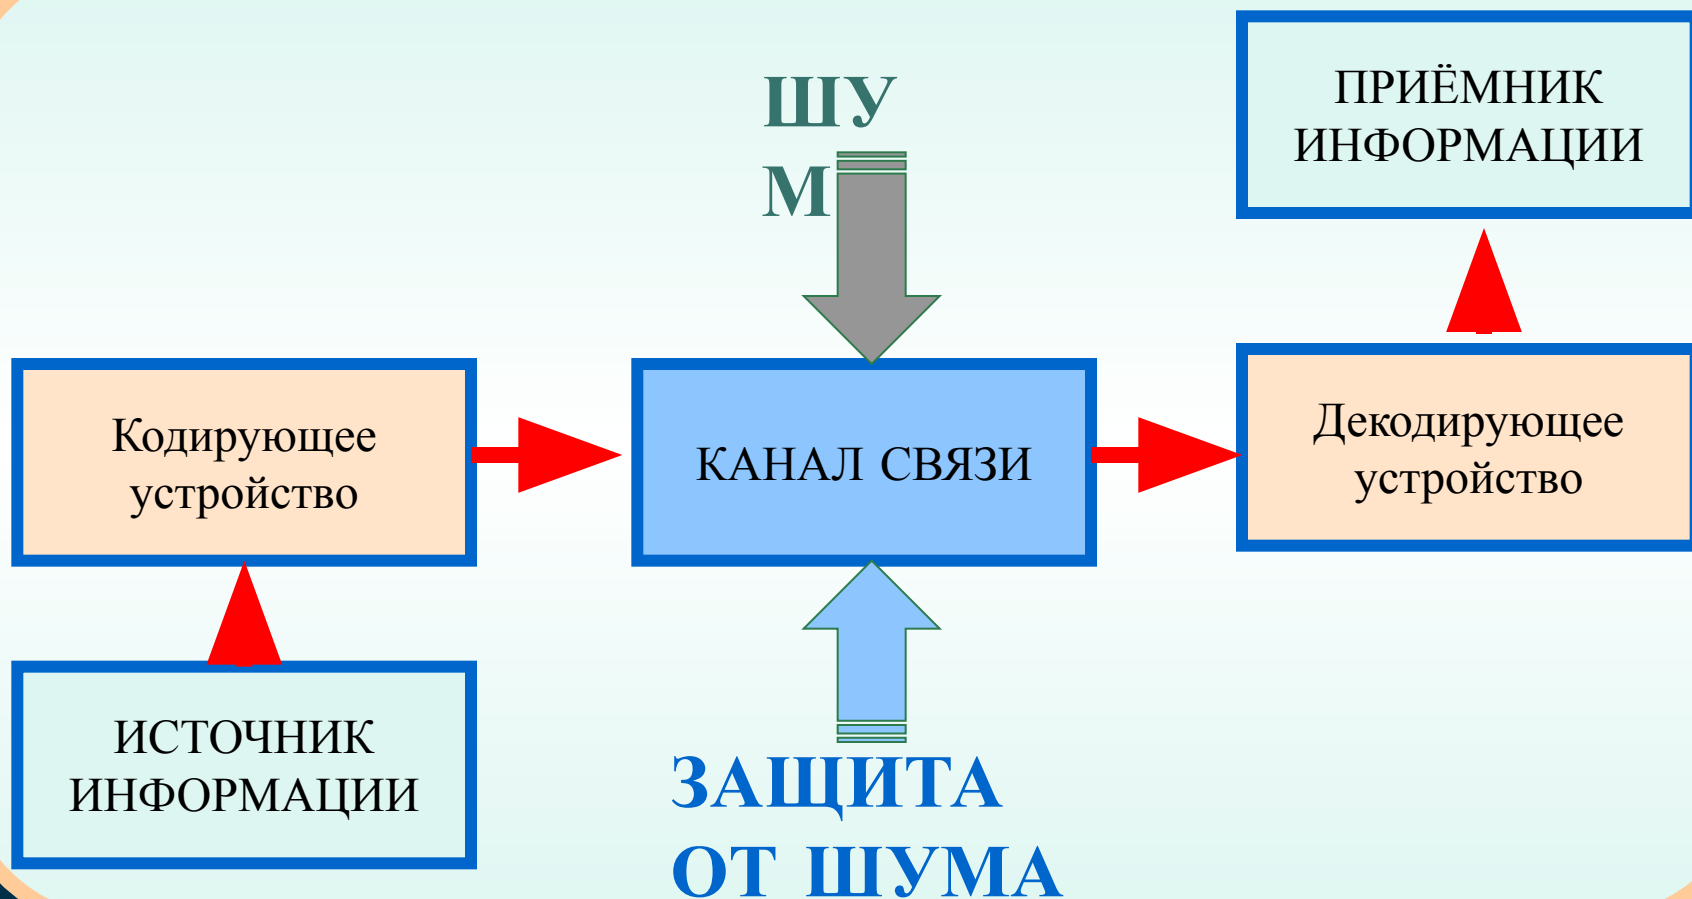 ШУ
М
ПРИЁМНИК
ИНФОРМАЦИИ
Кодирующее
устройство
КАНАЛ СВЯЗИ
Декодирующее
устройство
ИСТОЧНИК
ИНФОРМАЦИИ
ЗАЩИТА
ОТ ШУМА